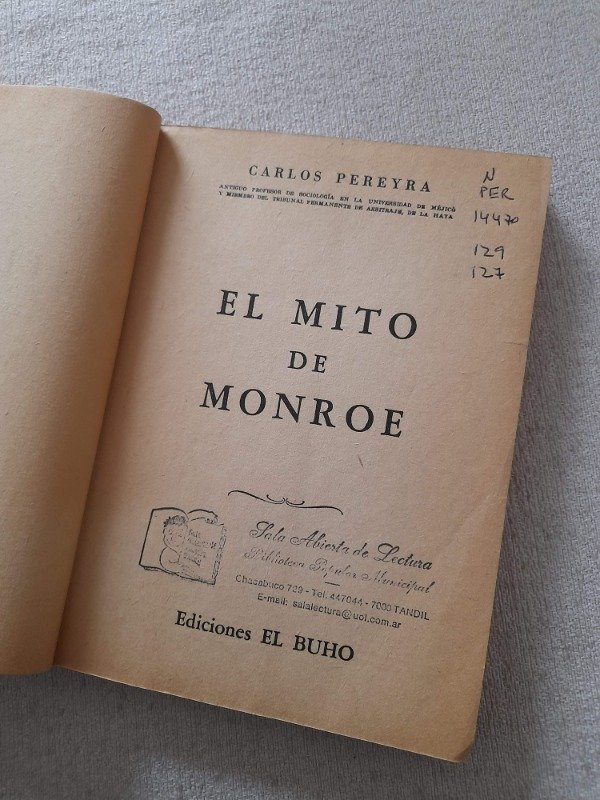 CARLOS PEREYRA
ANTIGUO PROFESOR DE SOCIOLOGÍA EN LA UNIVERSIDAD DE MÉJICO
Y MIEMBRO DEL TRIBUNAL PERMANENTE DE ARBITRAJE, DE LA HAYA
N
PER
14470
129
127
EL MITO
DE
MONROE
Sala Abierta de Lectura
Biblioteca Popular Municipal
Chacabuco 729 - Tel. 447044 - 7000 TANDIL
E-mail: salalectura@uol.com.ar
Ediciones EL BUHO